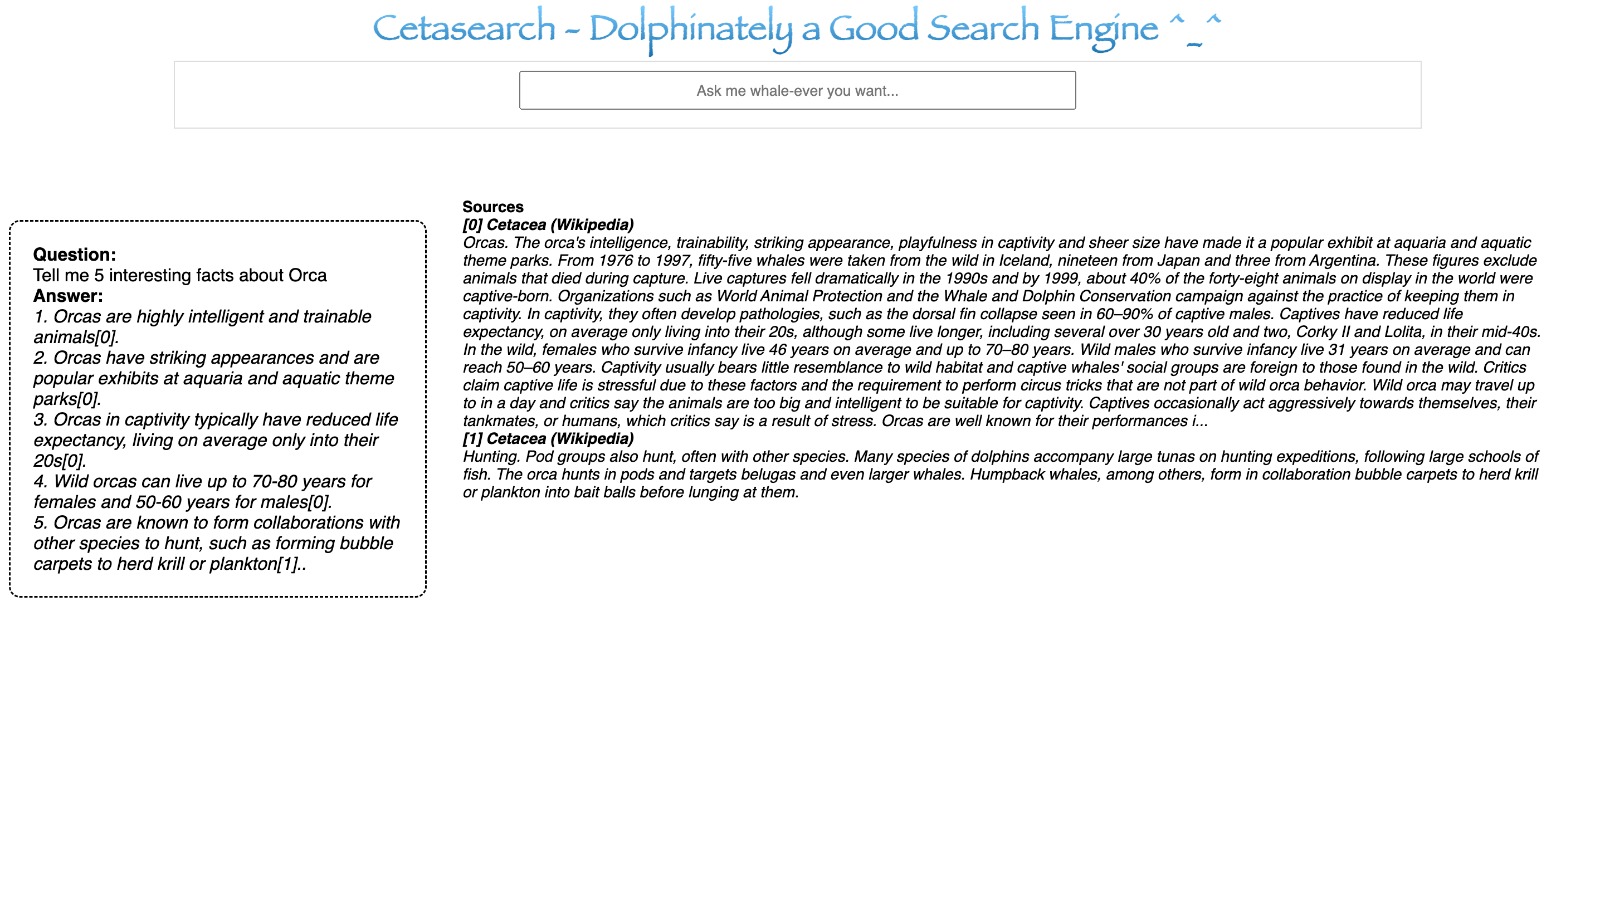 Cetasearch - Dolphinately a Good Search Engine ^_^
Ask me whale-ever you want...
Question:
Tell me 5 interesting facts about Orca
Answer:
1. Orcas are highly intelligent and trainable
animals[0].
2. Orcas have striking appearances and are
popular exhibits at aquaria and aquatic theme
parks[0].
3. Orcas in captivity typically have reduced life
expectancy, living on average only into their
20s[0].
4. Wild orcas can live up to 70-80 years for
females and 50-60 years for males[0].
5. Orcas are known to form collaborations with
other species to hunt, such as forming bubble
carpets to herd krill or plankton[1]..
Sources
[0] Cetacea (Wikipedia)
Orcas. The orca's intelligence, trainability, striking appearance, playfulness in captivity and sheer size have made it a popular exhibit at aquaria and aquatic
theme parks. From 1976 to 1997, fifty-five whales were taken from the wild in Iceland, nineteen from Japan and three from Argentina. These figures exclude
animals that died during capture. Live captures fell dramatically in the 1990s and by 1999, about 40% of the forty-eight animals on display in the world were
captive-born. Organizations such as World Animal Protection and the Whale and Dolphin Conservation campaign against the practice of keeping them in
captivity. In captivity, they often develop pathologies, such as the dorsal fin collapse seen in 60–90% of captive males. Captives have reduced life
expectancy, on average only living into their 20s, although some live longer, including several over 30 years old and two, Corky II and Lolita, in their mid-40s.
In the wild, females who survive infancy live 46 years on average and up to 70–80 years. Wild males who survive infancy live 31 years on average and can
reach 50–60 years. Captivity usually bears little resemblance to wild habitat and captive whales' social groups are foreign to those found in the wild. Critics
claim captive life is stressful due to these factors and the requirement to perform circus tricks that are not part of wild orca behavior. Wild orca may travel up
to in a day and critics say the animals are too big and intelligent to be suitable for captivity. Captives occasionally act aggressively towards themselves, their
tankmates, or humans, which critics say is a result of stress. Orcas are well known for their performances i...
[1] Cetacea (Wikipedia)
Hunting. Pod groups also hunt, often with other species. Many species of dolphins accompany large tunas on hunting expeditions, following large schools of
fish. The orca hunts in pods and targets belugas and even larger whales. Humpback whales, among others, form in collaboration bubble carpets to herd krill
or plankton into bait balls before lunging at them.